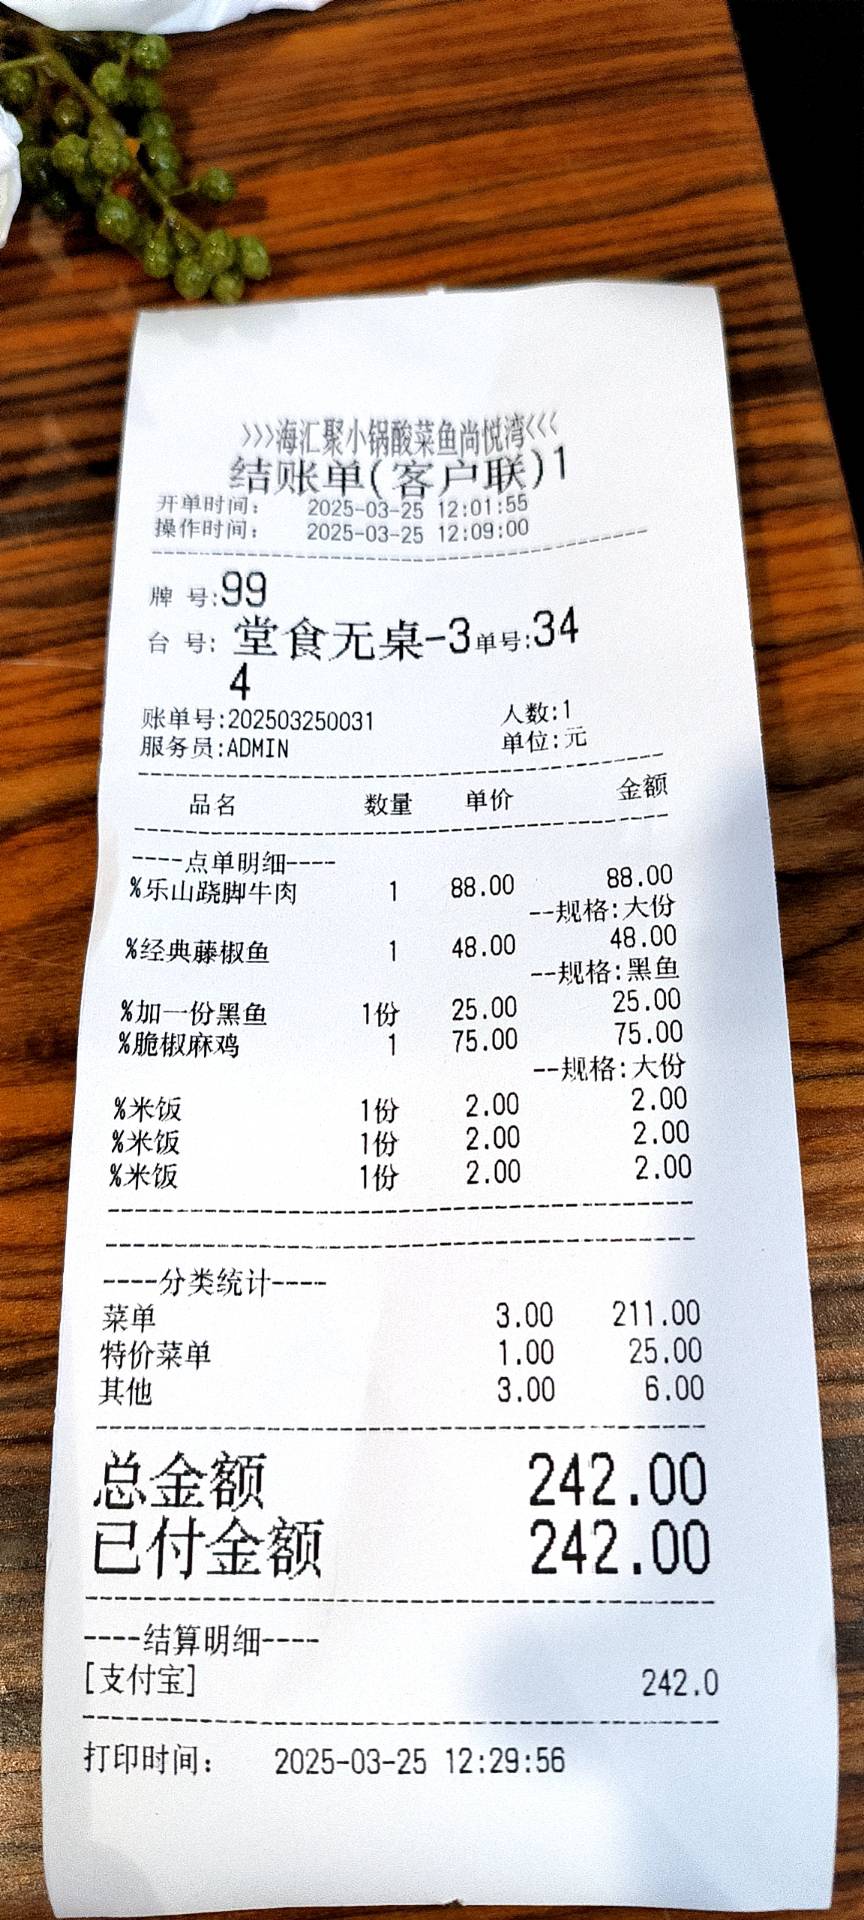 >>>海汇聚小锅酸菜鱼尚悦湾<<<
结账单(客户联)1
开单时间: 2025-03-25 12:01:55
操作时间: 2025-03-25 12:09:00
牌 号:99
台 号: 堂食无桌-3单号:34
4
账单号:202503250031 人数:1
服务员:ADMIN 单位:元
品名 数量 单价 金额
----点单明细----
%乐山跷脚牛肉 1 88.00 88.00
--规格:大份
%经典藤椒鱼 1 48.00 48.00
--规格:黑鱼
%加一份黑鱼 1份 25.00 25.00
%脆椒麻鸡 1 75.00 75.00
--规格:大份
%米饭 1份 2.00 2.00
%米饭 1份 2.00 2.00
%米饭 1份 2.00 2.00
----分类统计----
菜单 3.00 211.00
特价菜单 1.00 25.00
其他 3.00 6.00
总金额 242.00
已付金额 242.00
----结算明细----
[支付宝] 242.0
打印时间: 2025-03-25 12:29:56